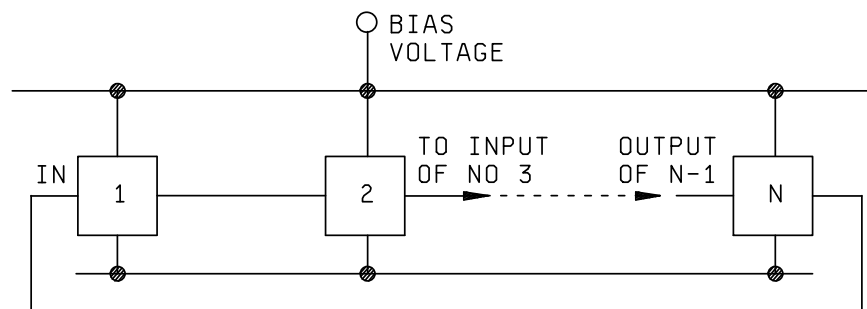 BIAS
VOLTAGE
TO INPUT
OF NO 3
OUTPUT
OF N-1
IN
1
2
N